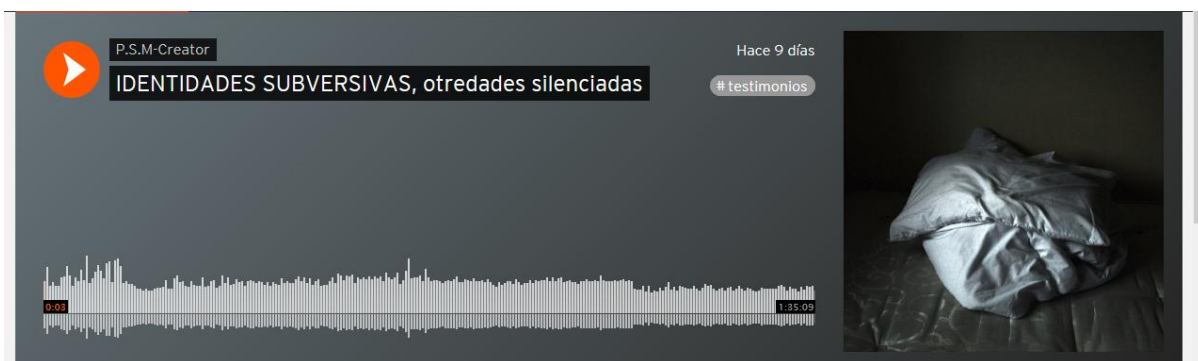 P.S.M-Creator
Hace 9 días
IDENTIDADES SUBVERSIVAS, otredades silenciadas
# testimonios
0:03
1:35:09